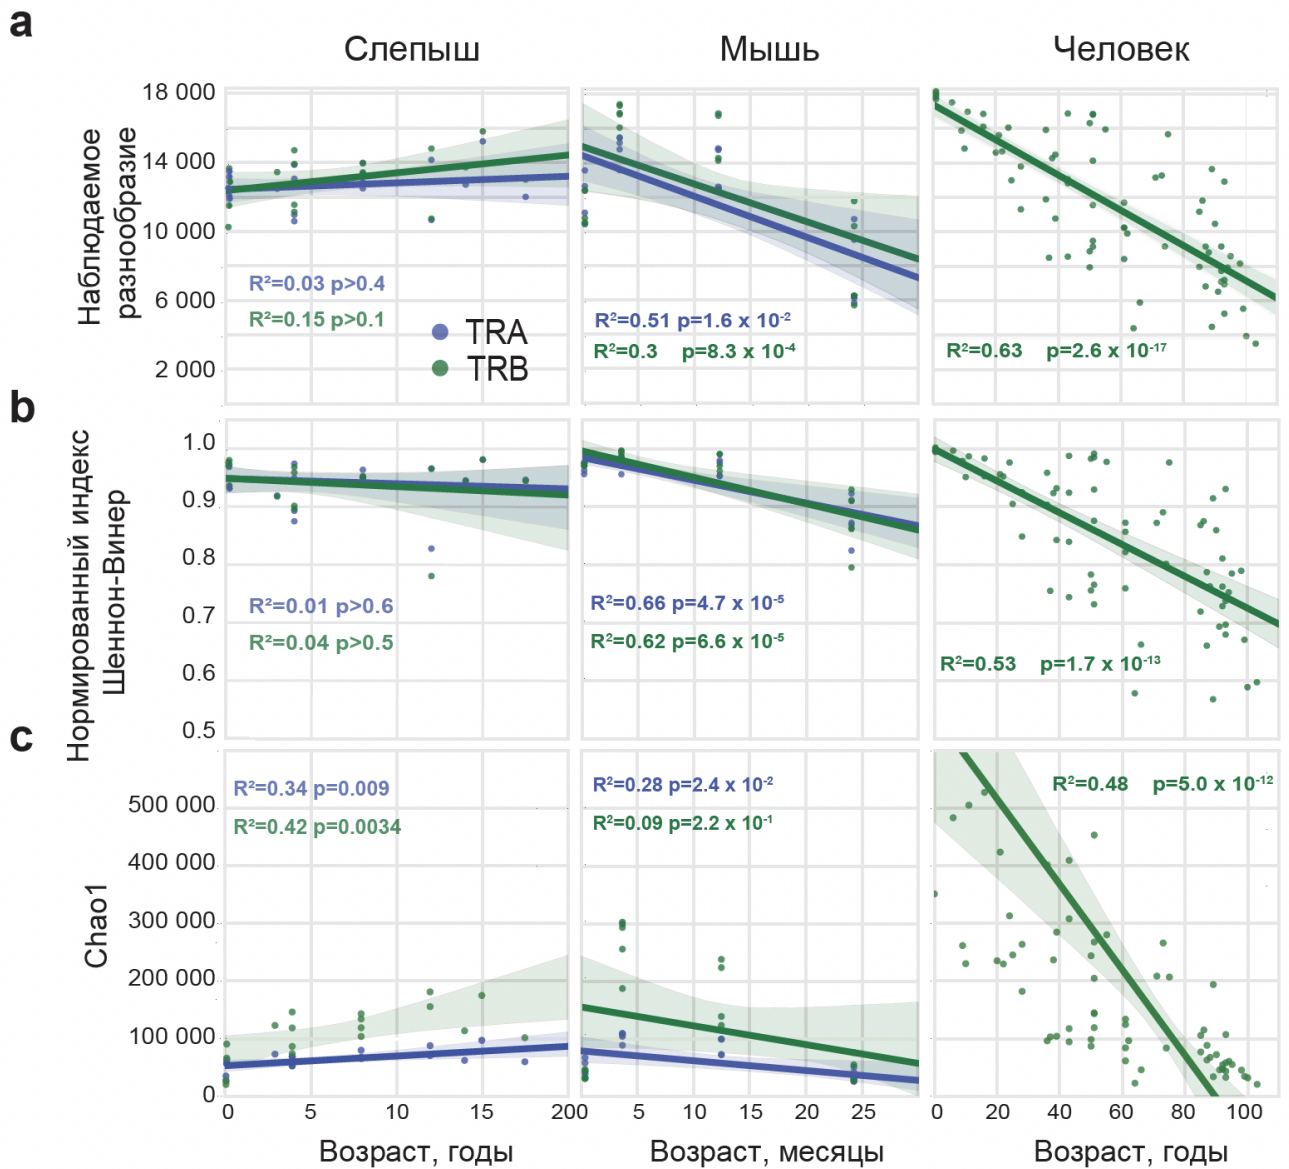 a
Слепыш
Мышь
Человек
Наблюдаемое
разнообразие
18 000
14 000
10 000
6 000
2 000
R²=0.03 p>0.4
R²=0.15 p>0.1
TRA
TRB
R²=0.51 p=1.6 x 10⁻²
R²=0.3 p=8.3 x 10⁻⁴
R²=0.63 p=2.6 x 10⁻¹⁷
b
Нормированный индекс
Шеннон-Винер
1.0
0.9
0.8
0.7
0.6
0.5
R²=0.01 p>0.6
R²=0.04 p>0.5
R²=0.66 p=4.7 x 10⁻⁵
R²=0.62 p=6.6 x 10⁻⁵
R²=0.53 p=1.7 x 10⁻¹³
c
Chao1
500 000
400 000
300 000
200 000
100 000
0
R²=0.34 p=0.009
R²=0.42 p=0.0034
R²=0.28 p=2.4 x 10⁻²
R²=0.09 p=2.2 x 10⁻¹
R²=0.48 p=5.0 x 10⁻¹²
0 5 10 15 20
0 5 10 15 20 25
0 20 40 60 80 100
Возраст, годы
Возраст, месяцы
Возраст, годы